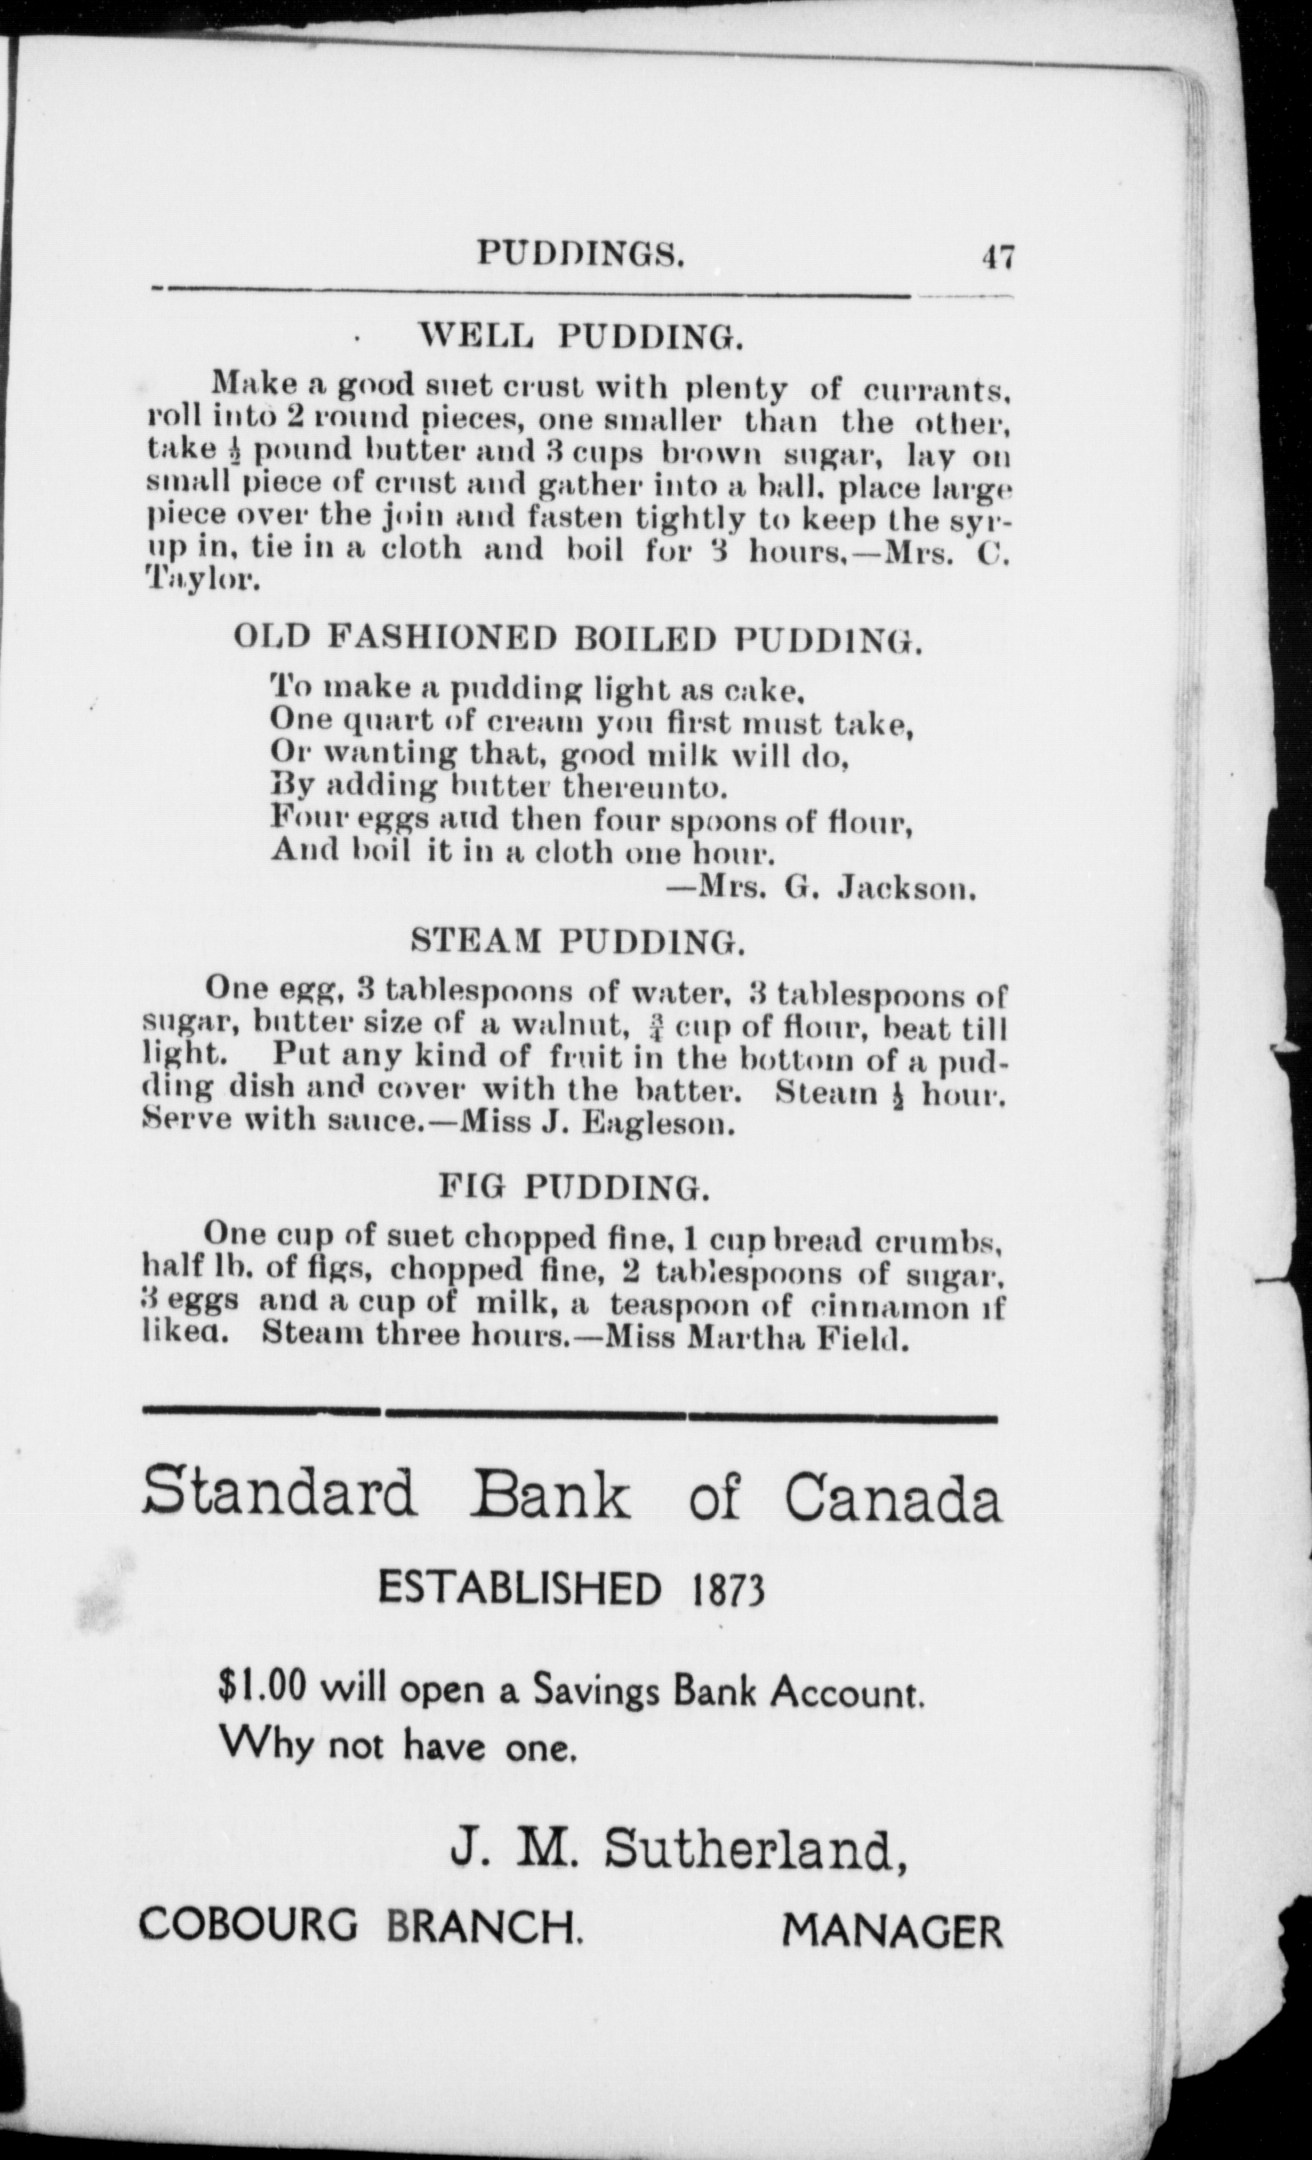 PUDDINGS. 47
WELL PUDDING.
Make a good suet crust with plenty of currants,
roll into 2 round pieces, one smaller than the other,
take ½ pound butter and 3 cups brown sugar, lay on
small piece of crust and gather into a ball, place large
piece over the join and fasten tightly to keep the syr-
up in, tie in a cloth and boil for 3 hours,—Mrs. C.
Taylor.
OLD FASHIONED BOILED PUDDING.
To make a pudding light as cake,
One quart of cream you first must take,
Or wanting that, good milk will do,
By adding butter thereunto.
Four eggs and then four spoons of flour,
And boil it in a cloth one hour.
—Mrs. G. Jackson.
STEAM PUDDING.
One egg, 3 tablespoons of water, 3 tablespoons of
sugar, butter size of a walnut, ¾ cup of flour, beat till
light. Put any kind of fruit in the bottom of a pud-
ding dish and cover with the batter. Steam ½ hour.
Serve with sauce.—Miss J. Eagleson.
FIG PUDDING.
One cup of suet chopped fine, 1 cup bread crumbs,
half lb. of figs, chopped fine, 2 tablespoons of sugar,
3 eggs and a cup of milk, a teaspoon of cinnamon if
liked. Steam three hours.—Miss Martha Field.
Standard Bank of Canada
ESTABLISHED 1873
$1.00 will open a Savings Bank Account.
Why not have one.
J. M. Sutherland,
COBOURG BRANCH. MANAGER